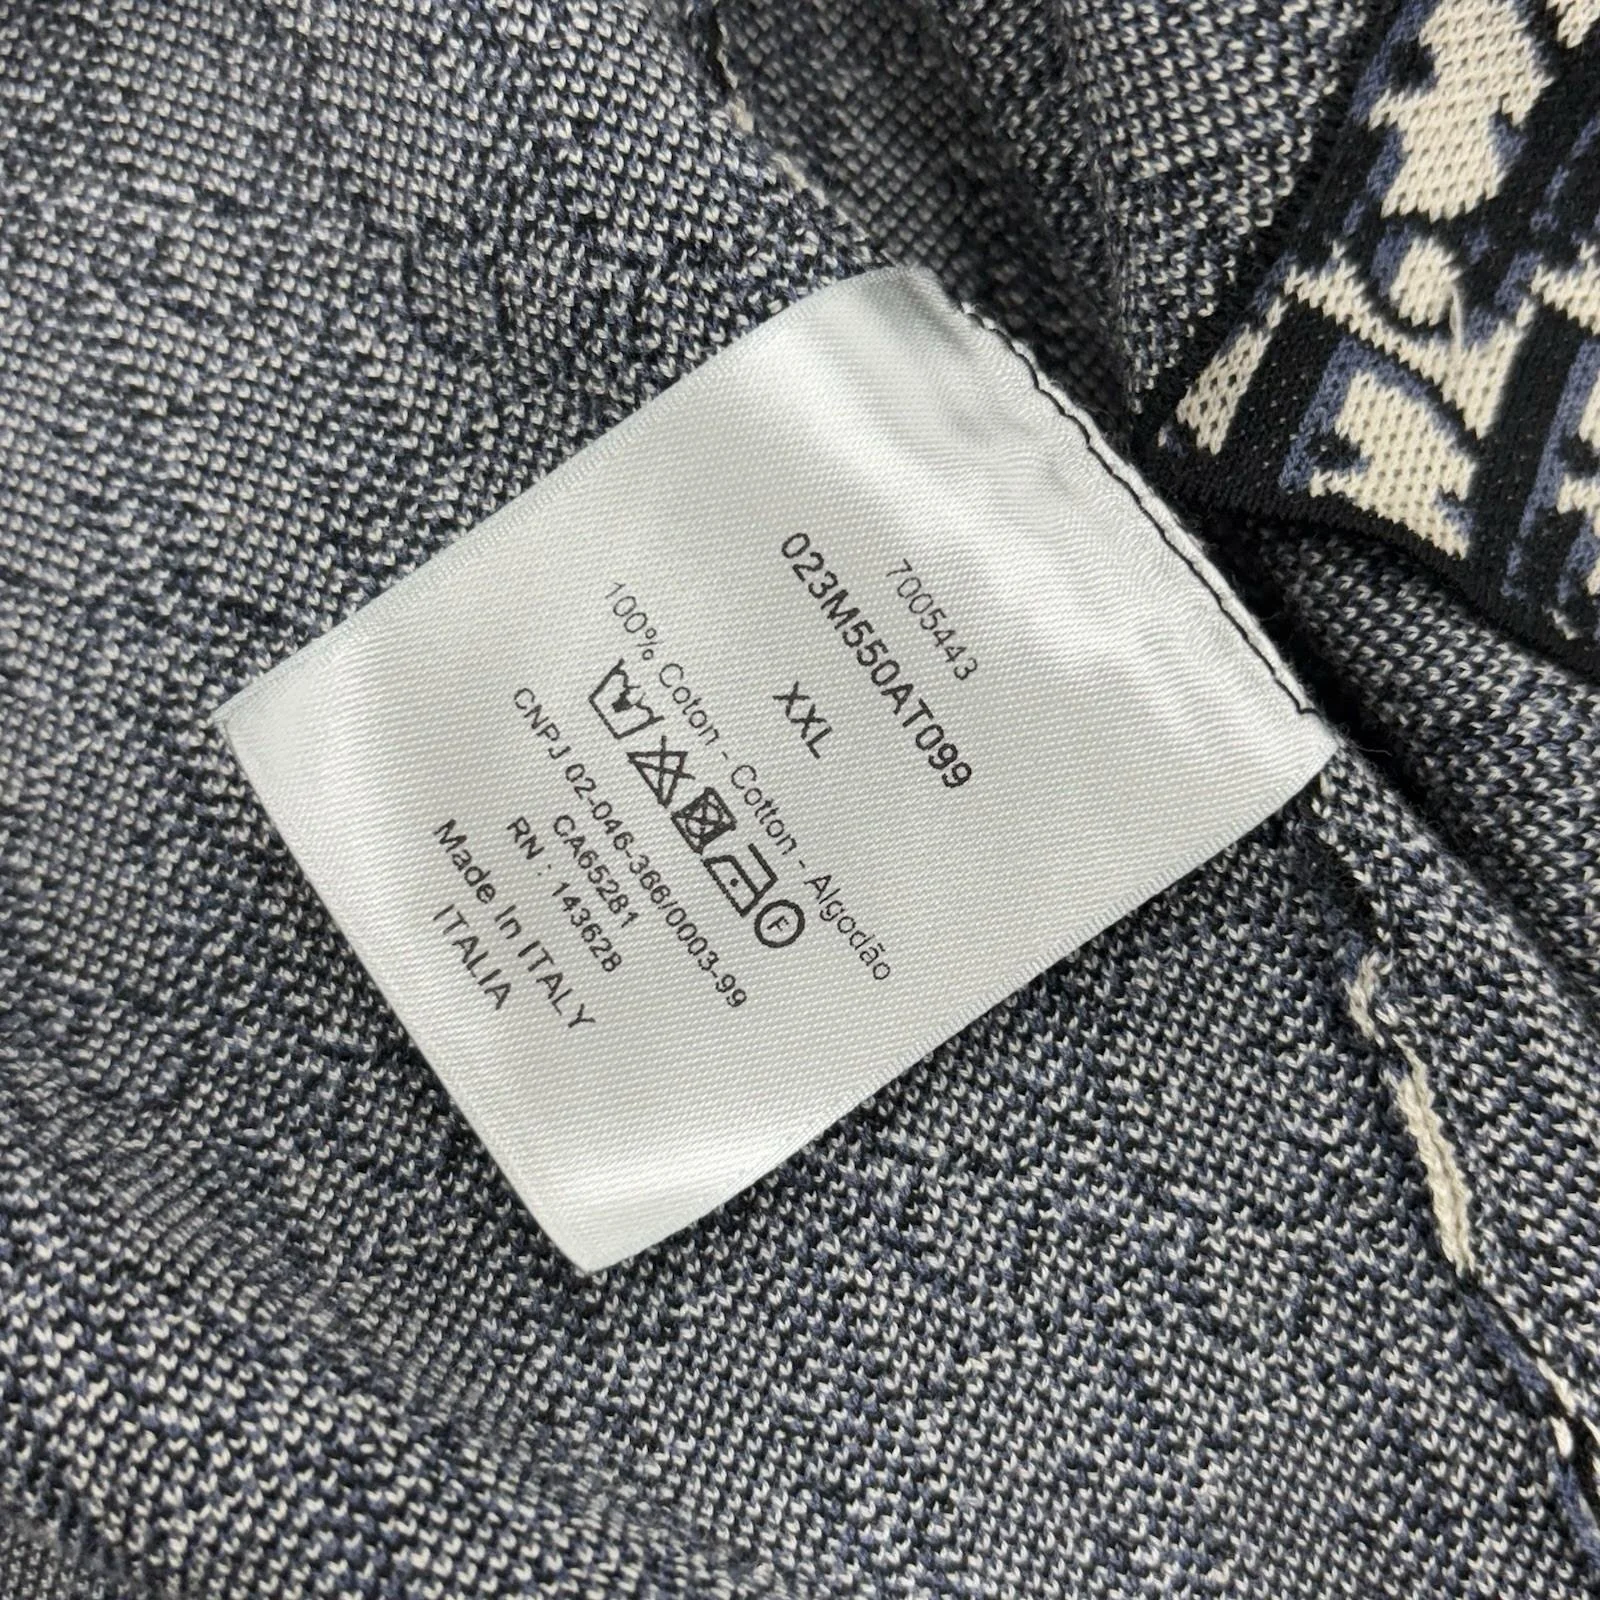 7005443
023M550AT099
XXL
100% Coton - Cotton - Algodão
F
CNPJ 02-046-366/0003-99
CA65281
RN : 143628
Made In ITALY
ITALIA